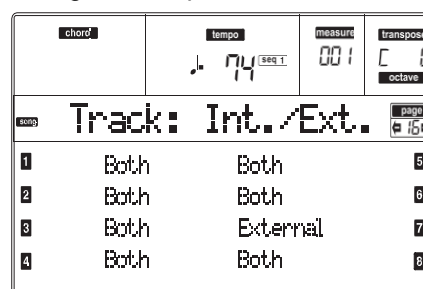 chord tempo measure transpose
♩. 74 seq 1 001 C
octave
song Track: Int./Ext. page
1 Both Both 5
2 Both Both 6
3 Both External 7
4 Both Both 8